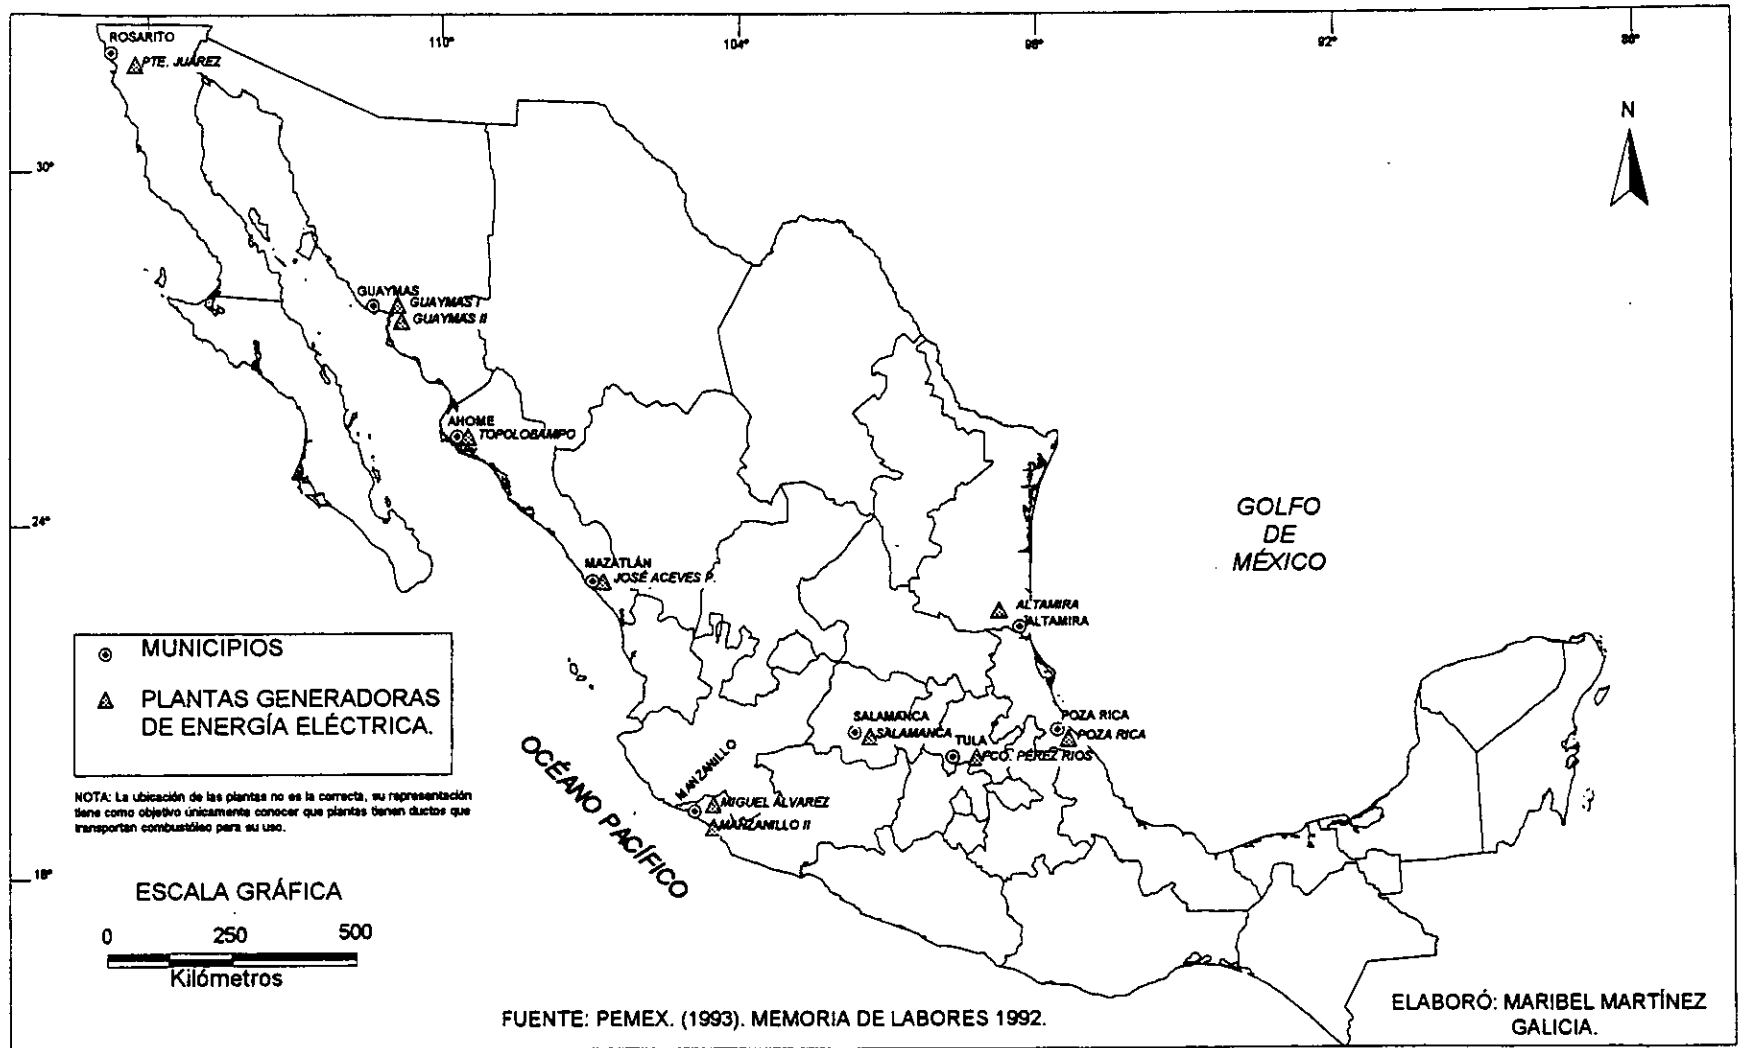 110°
104°
98°
92°
86°
ROSARITO
PTE. JUÁREZ
N
30°
GUAYMAS
GUAYMAS I
GUAYMAS II
AHOME
TOPOLOBAMPO
24°
GOLFO
DE
MÉXICO
MAZATLÁN
JOSÉ ACEVES P.
ALTAMIRA
ALTAMIRA
MUNICIPIOS
PLANTAS GENERADORAS
DE ENERGÍA ELÉCTRICA.
SALAMANCA
SALAMANCA
POZA RICA
POZA RICA
TULA
FCO. PÉREZ RIOS
OCÉANO PACÍFICO
MANZANILLO
MIGUEL ÁLVAREZ
MANZANILLO II
NOTA: La ubicación de las plantas no es la correcta, su representación
tiene como objetivo únicamente conocer que plantas tienen ductos que
transportan combustóleo para su uso.
18°
ESCALA GRÁFICA
0 250 500
Kilómetros
FUENTE: PEMEX. (1993). MEMORIA DE LABORES 1992.
ELABORÓ: MARIBEL MARTÍNEZ
GALICIA.